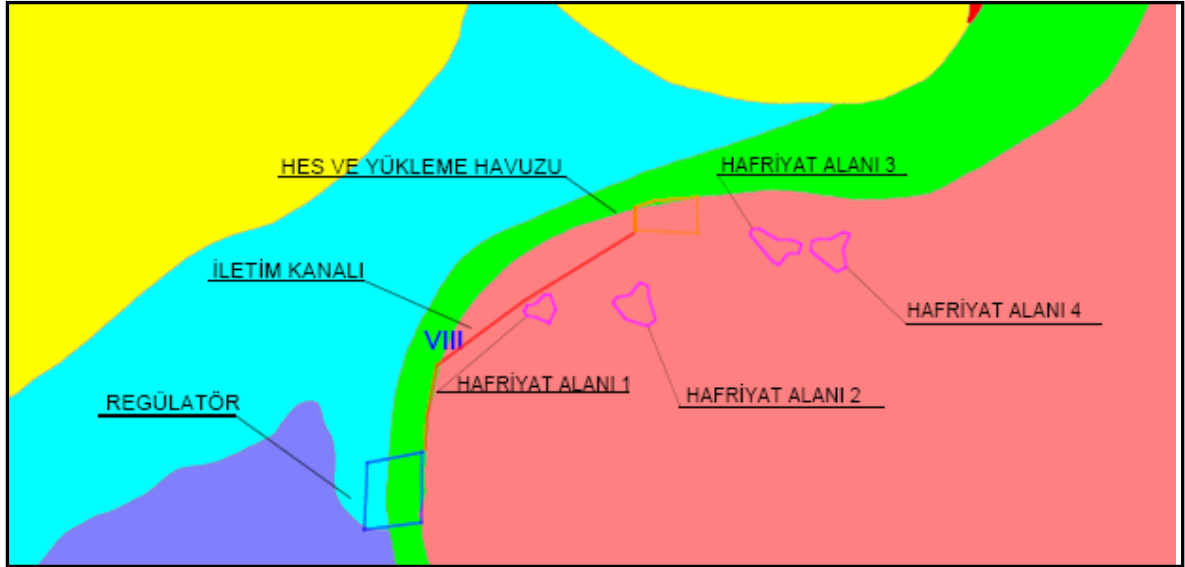 HAFRİYAT ALANI 3
HES VE YÜKLEME HAVUZU
İLETİM KANALI
HAFRİYAT ALANI 4
VIII
HAFRİYAT ALANI 1
HAFRİYAT ALANI 2
REGÜLATÖR